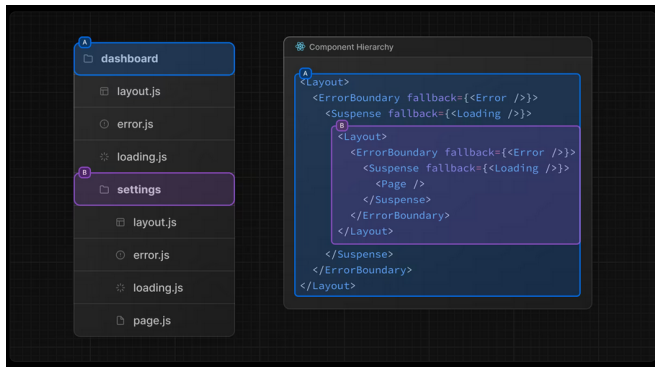 A
dashboard
layout.js
error.js
loading.js
B
settings
layout.js
error.js
loading.js
page.js
Component Hierarchy
A
<Layout>
<ErrorBoundary fallback={<Error />}>
<Suspense fallback={<Loading />}>
B
<Layout>
<ErrorBoundary fallback={<Error />}>
<Suspense fallback={<Loading />}>
<Page />
</Suspense>
</ErrorBoundary>
</Layout>
</Suspense>
</ErrorBoundary>
</Layout>